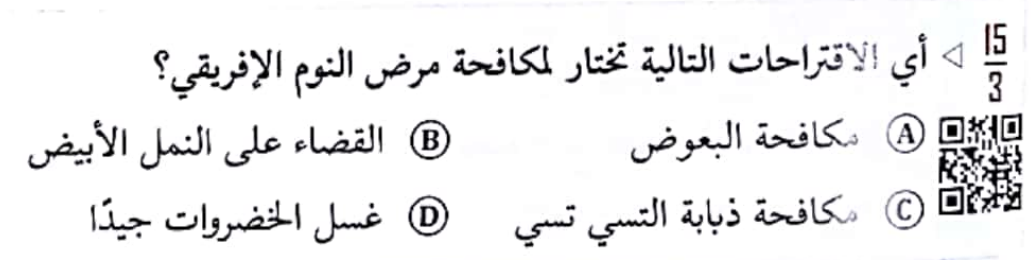 15
3
◁ أي الاقتراحات التالية تختار لمكافحة مرض النوم الإفريقي؟
A مكافحة البعوض
B القضاء على النمل الأبيض
C مكافحة ذبابة التسي تسي
D غسل الخضروات جيدًا